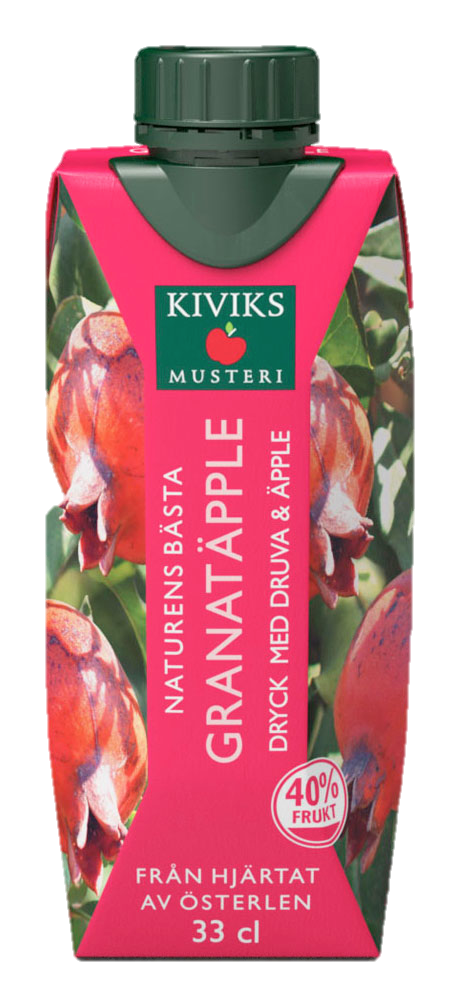 KIVIKS
MUSTERI
NATURENS BÄSTA
GRANATÄPPLE
DRYCK MED DRUVA & ÄPPLE
40%
FRUKT
FRÅN HJÄRTAT
AV ÖSTERLEN
33 cl